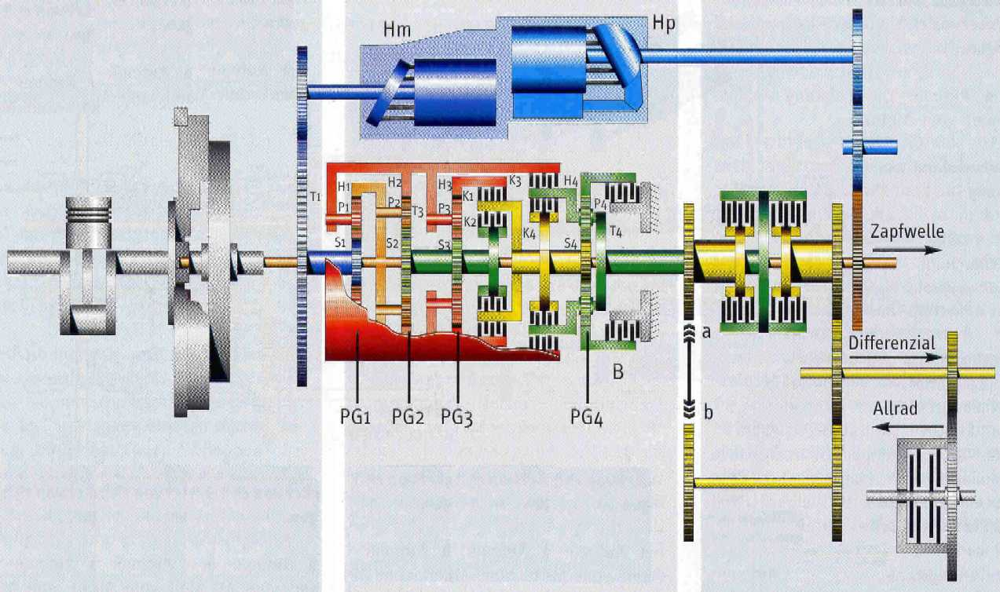 Hm
Hp
T1
H1
P1
S1
H2
P2
S2
T3
H3
P3
S3
K1
K3
K2
K4
H4
S4
P4
T4
Zapfwelle
a
Differenzial
B
PG1
PG2
PG3
PG4
b
Allrad